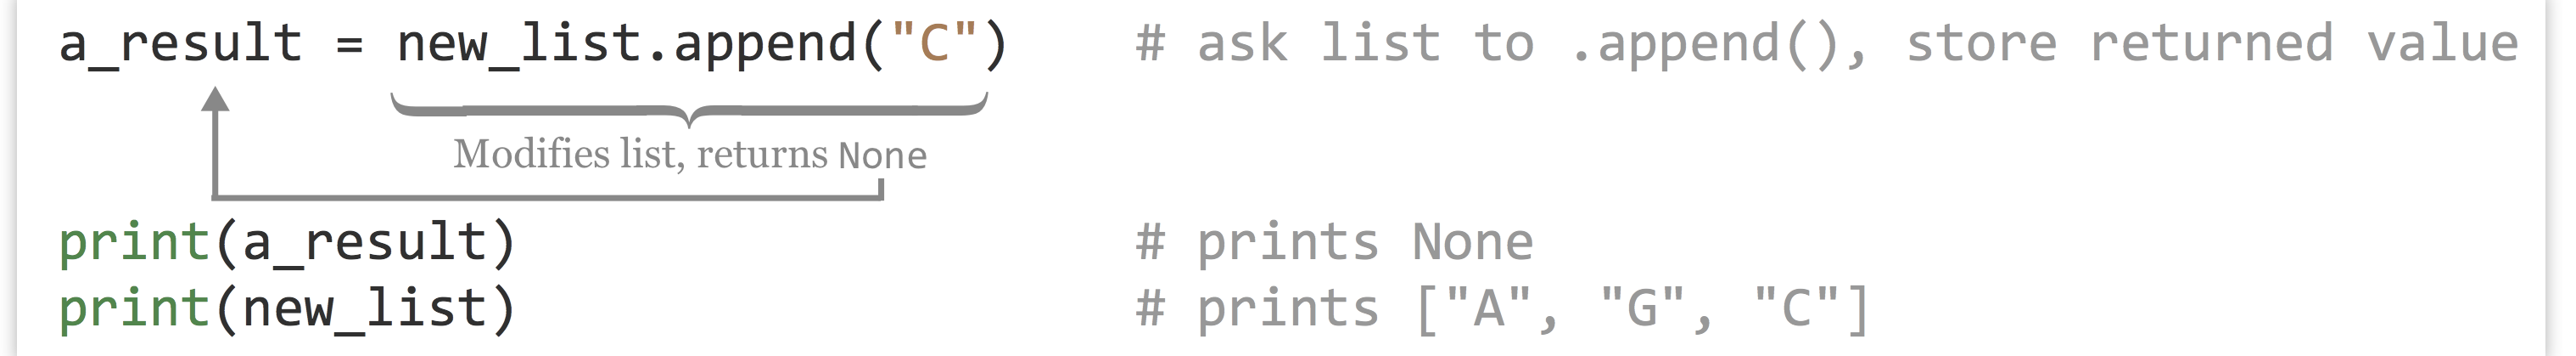 a_result = new_list.append("C") # ask list to .append(), store returned value
Modifies list, returns None
print(a_result) # prints None
print(new_list) # prints ["A", "G", "C"]